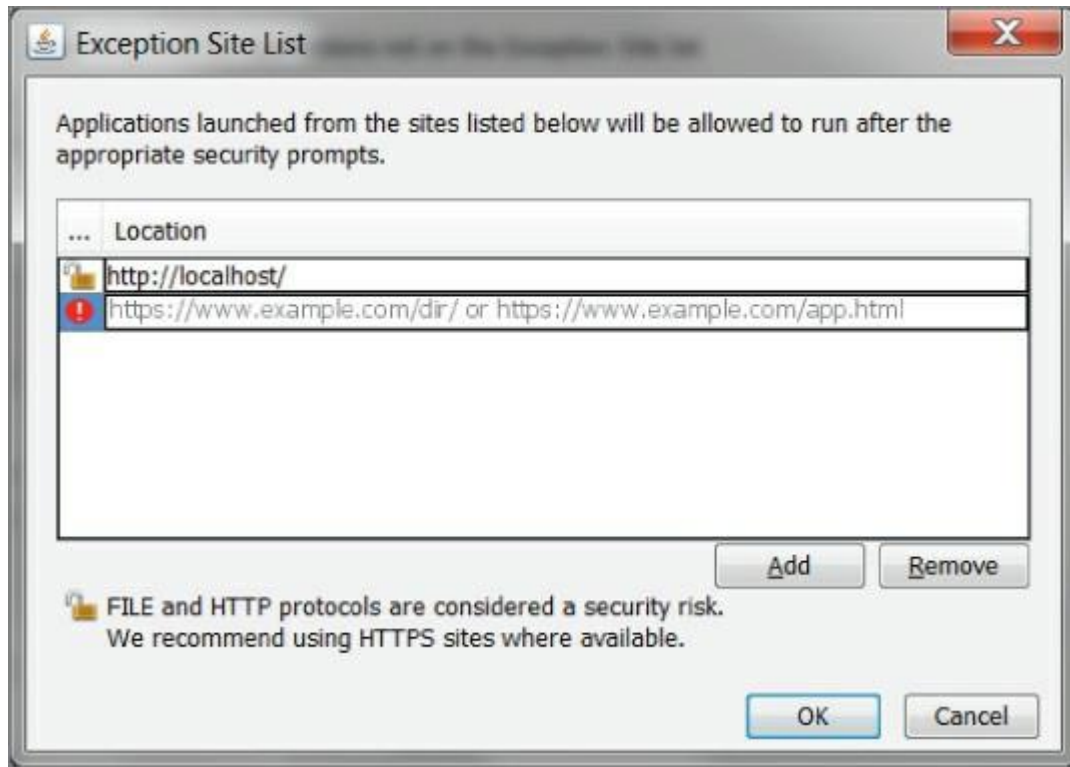 Exception Site List
Applications launched from the sites listed below will be allowed to run after the
appropriate security prompts.
... Location
http://localhost/
https://www.example.com/dir/ or https://www.example.com/app.html
Add Remove
FILE and HTTP protocols are considered a security risk.
We recommend using HTTPS sites where available.
OK Cancel